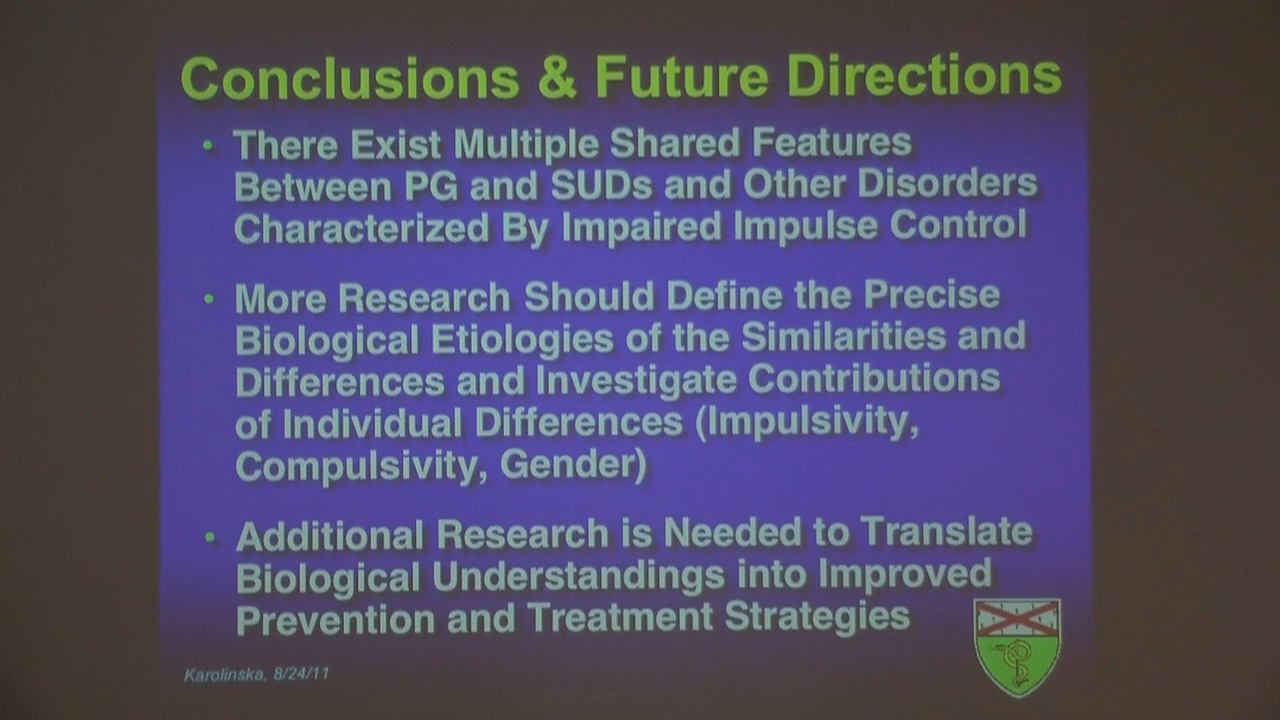 Conclusions & Future Directions
• There Exist Multiple Shared Features
Between PG and SUDs and Other Disorders
Characterized By Impaired Impulse Control
• More Research Should Define the Precise
Biological Etiologies of the Similarities and
Differences and Investigate Contributions
of Individual Differences (Impulsivity,
Compulsivity, Gender)
• Additional Research is Needed to Translate
Biological Understandings into Improved
Prevention and Treatment Strategies
Karolinska, 8/24/11